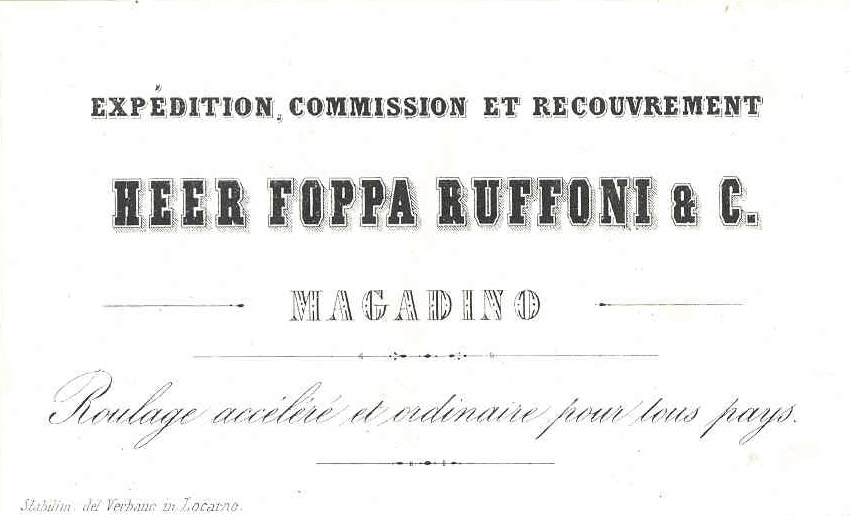 EXPÉDITION, COMMISSION ET RECOUVREMENT
HEER FOPPA RUFFONI & C.
MAGADINO
Roulage accéléré et ordinaire pour tous pays.
Stabilim. del Verbano in Locarno.